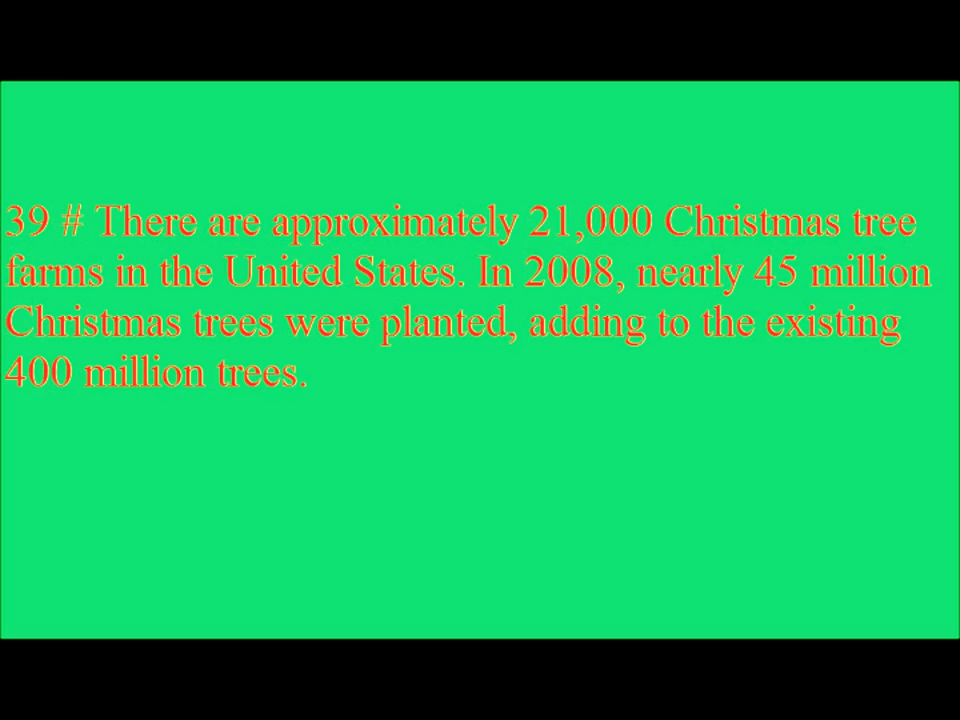 39 # There are approximately 21,000 Christmas tree
farms in the United States. In 2008, nearly 45 million
Christmas trees were planted, adding to the existing
400 million trees.